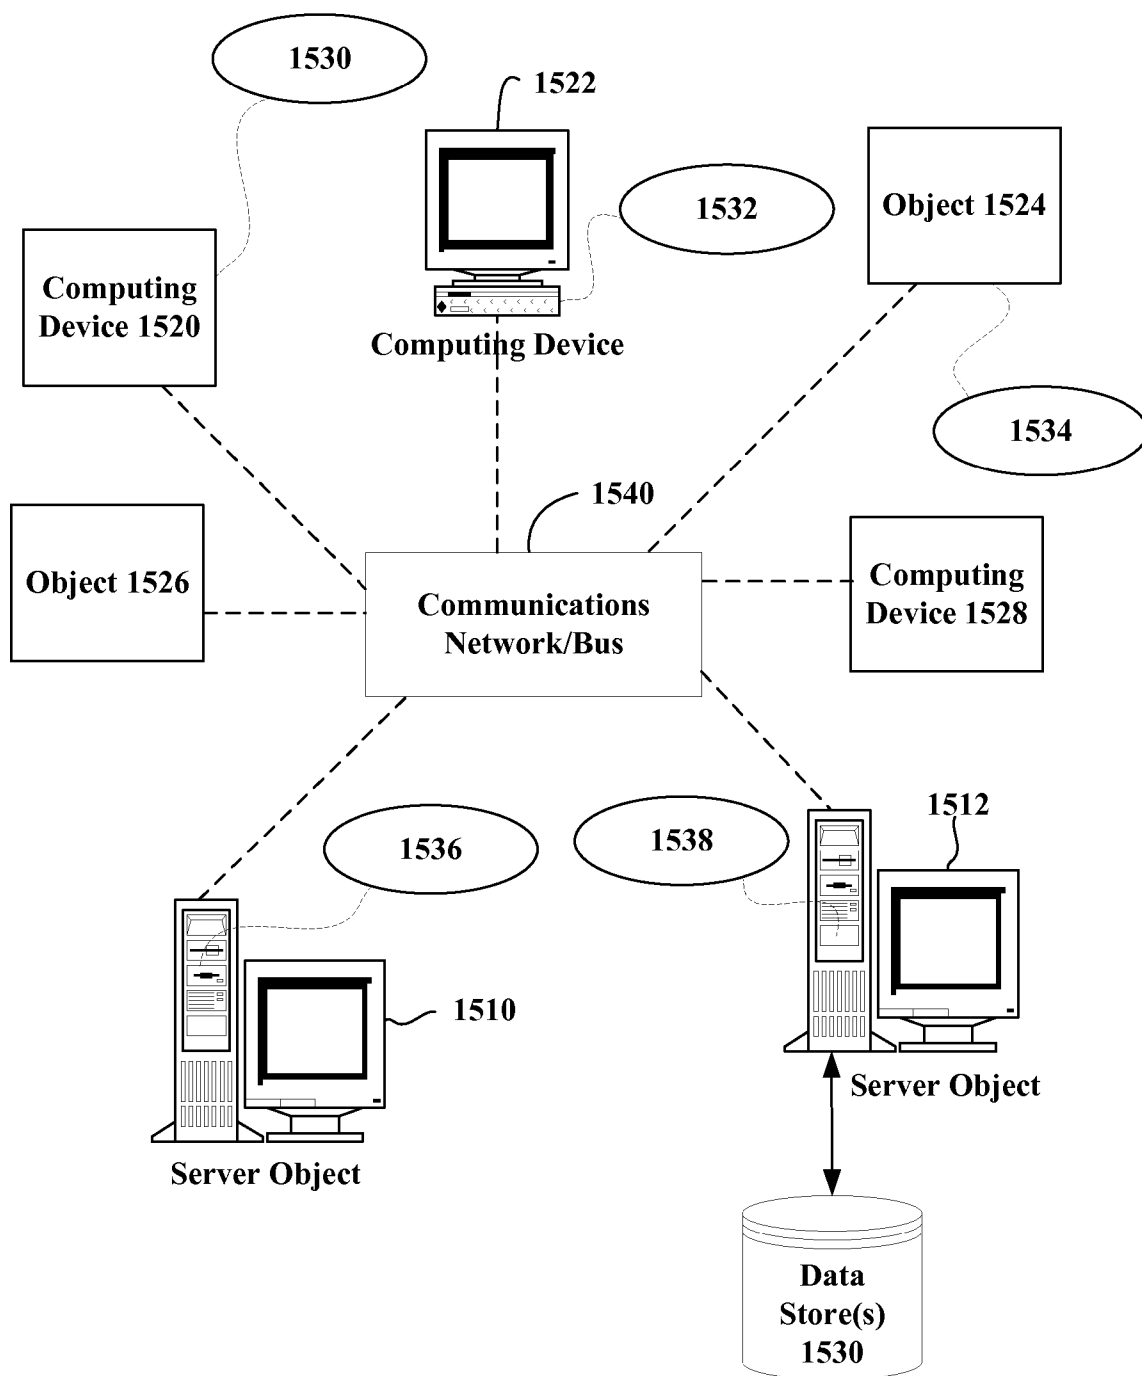 1530
1522
1532
Object 1524
Computing
Device 1520
Computing Device
1534
1540
Object 1526
Communications
Network/Bus
Computing
Device 1528
1536
1538
1512
1510
Server Object
Server Object
Data
Store(s)
1530